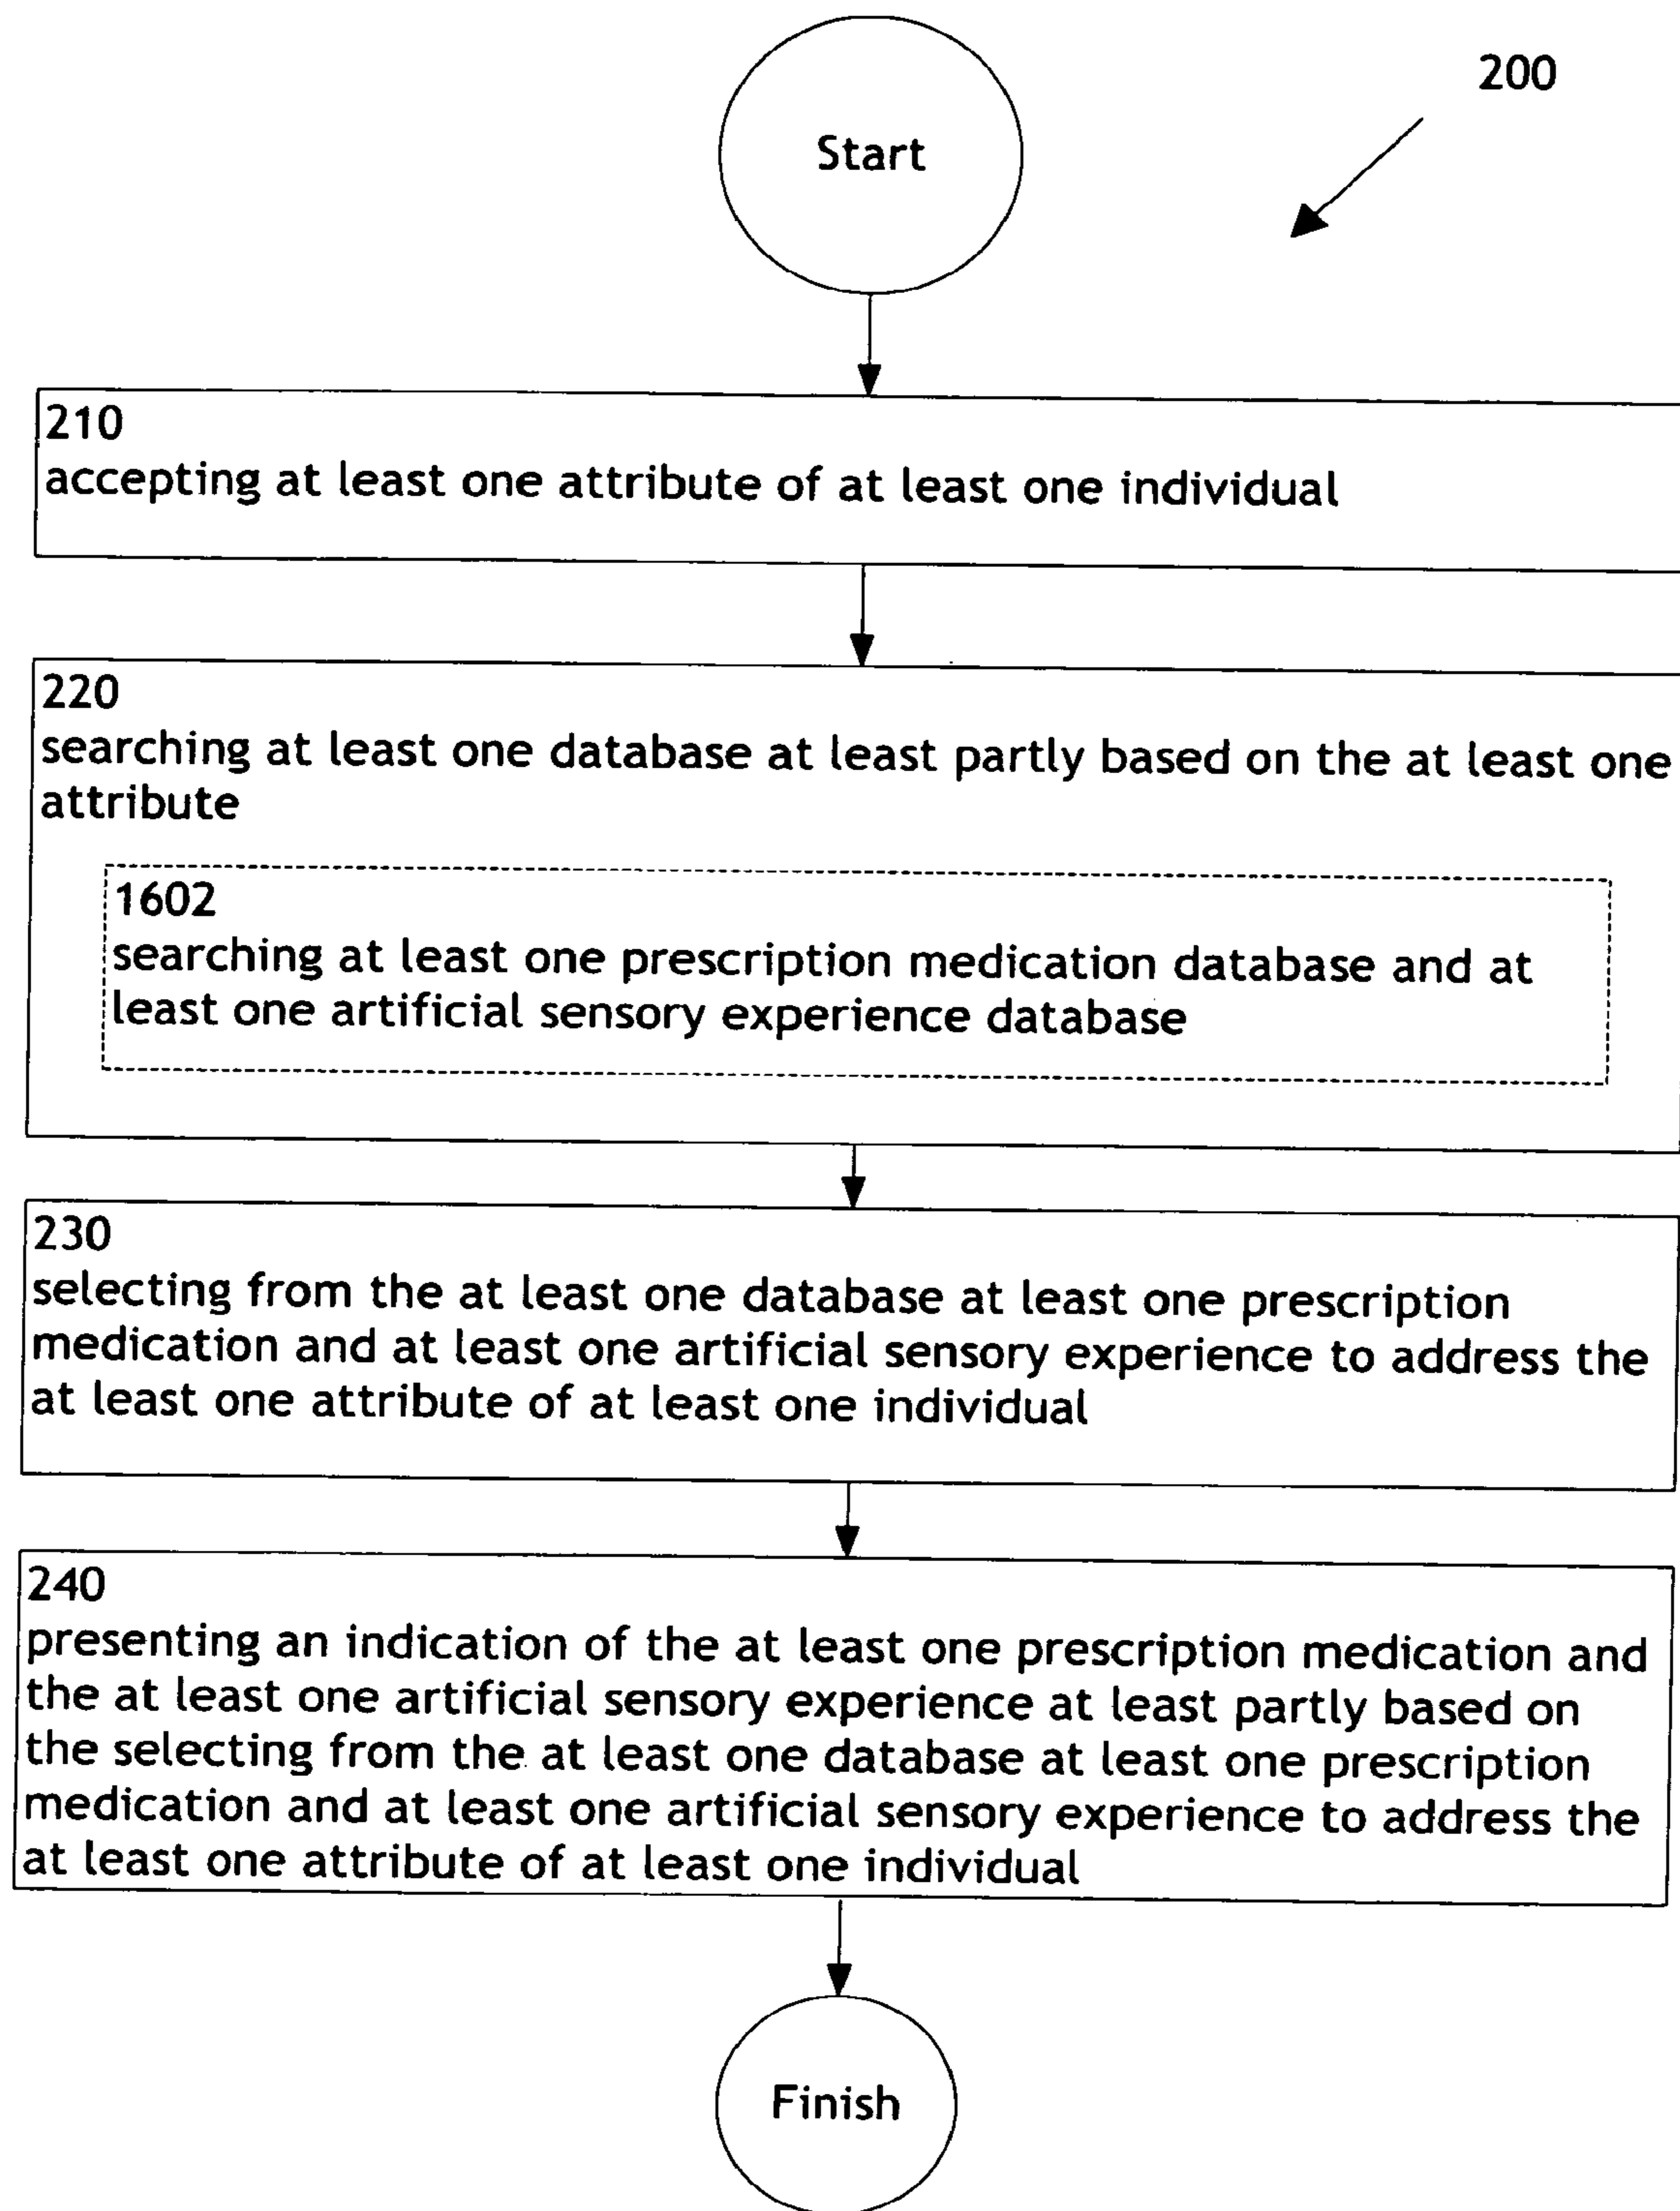 200
Start
210
accepting at least one attribute of at least one individual
220
searching at least one database at least partly based on the at least one
attribute
1602
searching at least one prescription medication database and at
least one artificial sensory experience database
230
selecting from the at least one database at least one prescription
medication and at least one artificial sensory experience to address the
at least one attribute of at least one individual
240
presenting an indication of the at least one prescription medication and
the at least one artificial sensory experience at least partly based on
the selecting from the at least one database at least one prescription
medication and at least one artificial sensory experience to address the
at least one attribute of at least one individual
Finish